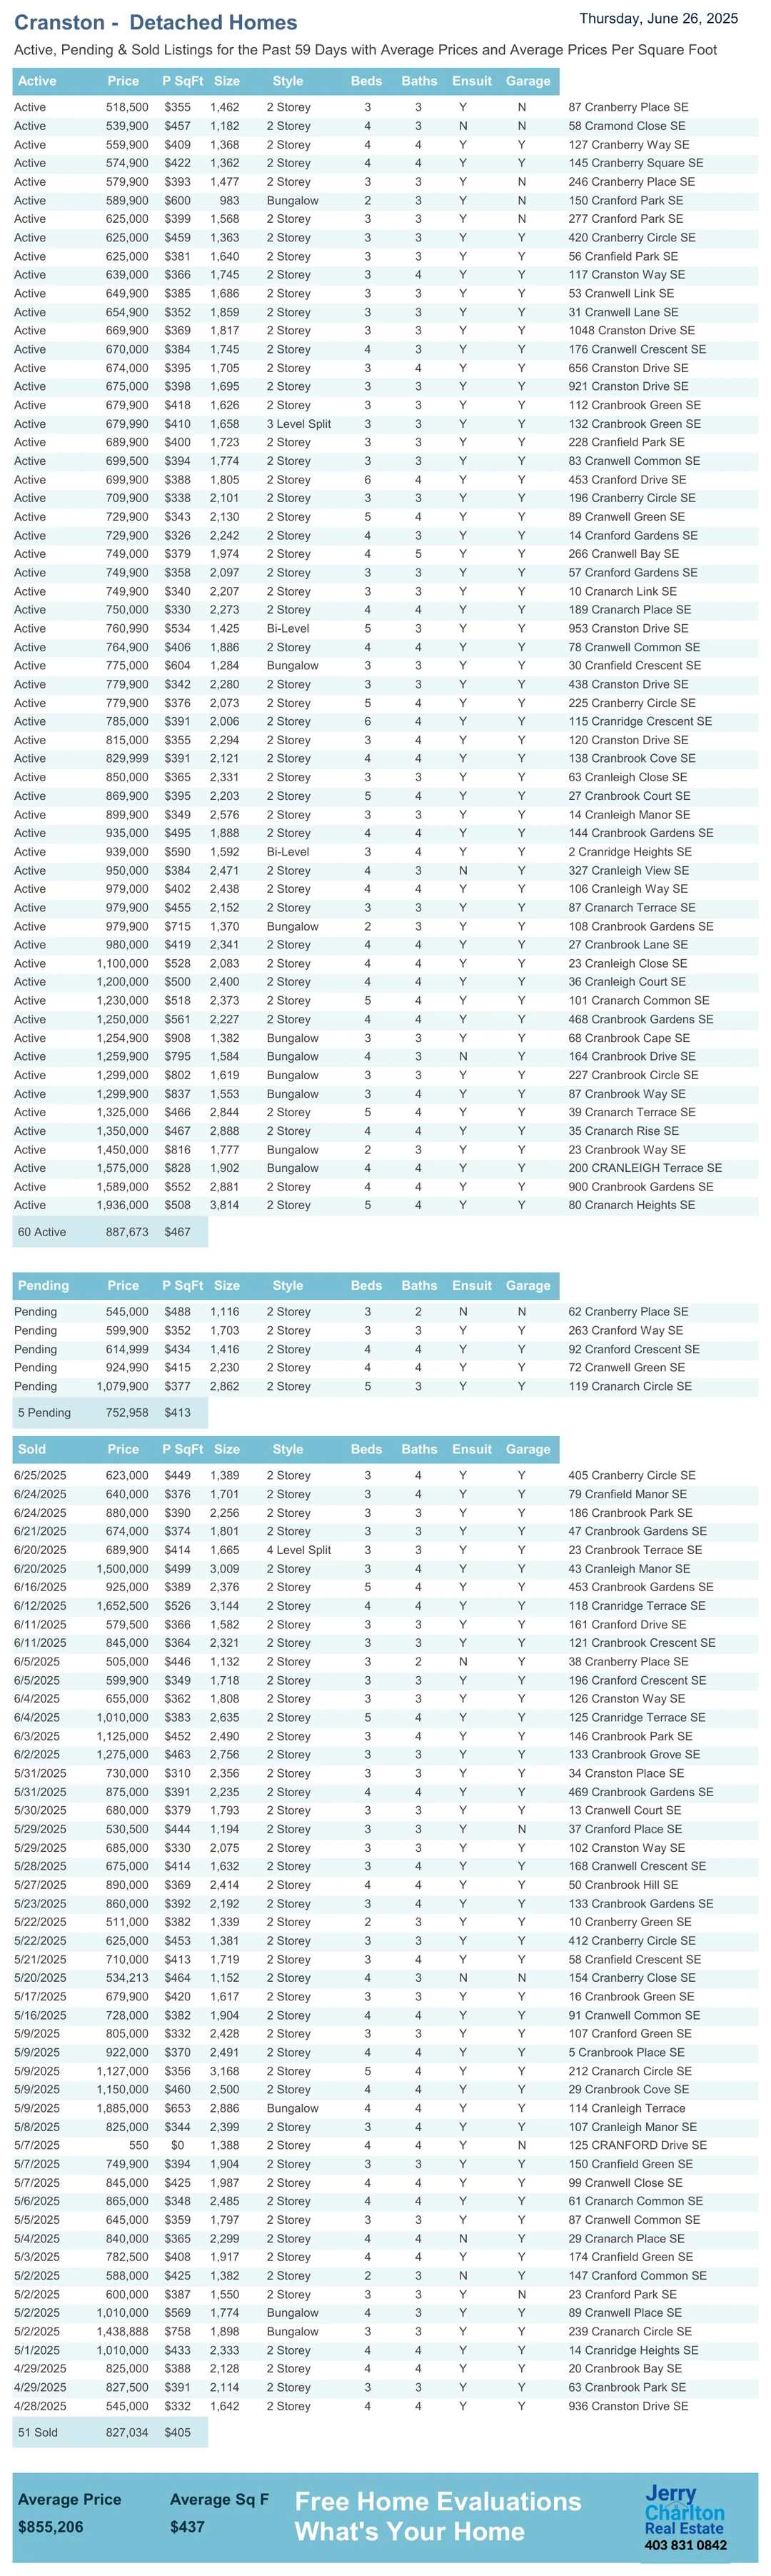 Cranston - Detached Homes Thursday, June 26, 2025
Active, Pending & Sold Listings for the Past 59 Days with Average Prices and Average Prices Per Square Foot
Active Price P SqFt Size Style Beds Baths Ensuit Garage
Active 518,500 $355 1,462 2 Storey 3 3 Y N 87 Cranberry Place SE
Active 539,900 $457 1,182 2 Storey 4 3 N N 58 Cramond Close SE
Active 559,900 $409 1,368 2 Storey 4 4 Y Y 127 Cranberry Way SE
Active 574,900 $422 1,362 2 Storey 4 4 Y Y 145 Cranberry Square SE
Active 579,900 $393 1,477 2 Storey 3 3 Y N 246 Cranberry Place SE
Active 589,900 $600 983 Bungalow 2 3 Y N 150 Cranford Park SE
Active 625,000 $399 1,568 2 Storey 3 3 Y N 277 Cranford Park SE
Active 625,000 $459 1,363 2 Storey 3 3 Y Y 420 Cranberry Circle SE
Active 625,000 $381 1,640 2 Storey 3 3 Y Y 56 Cranfield Park SE
Active 639,000 $366 1,745 2 Storey 3 4 Y Y 117 Cranston Way SE
Active 649,900 $385 1,686 2 Storey 3 3 Y Y 53 Cranwell Link SE
Active 654,900 $352 1,859 2 Storey 3 3 Y Y 31 Cranwell Lane SE
Active 669,900 $369 1,817 2 Storey 3 3 Y Y 1048 Cranston Drive SE
Active 670,000 $384 1,745 2 Storey 4 3 Y Y 176 Cranwell Crescent SE
Active 674,000 $395 1,705 2 Storey 3 4 Y Y 656 Cranston Drive SE
Active 675,000 $398 1,695 2 Storey 3 3 Y Y 921 Cranston Drive SE
Active 679,900 $418 1,626 2 Storey 3 3 Y Y 112 Cranbrook Green SE
Active 679,990 $410 1,658 3 Level Split 3 3 Y Y 132 Cranbrook Green SE
Active 689,900 $400 1,723 2 Storey 3 3 Y Y 228 Cranfield Park SE
Active 699,500 $394 1,774 2 Storey 3 3 Y Y 83 Cranwell Common SE
Active 699,900 $388 1,805 2 Storey 6 4 Y Y 453 Cranford Drive SE
Active 709,900 $338 2,101 2 Storey 3 3 Y Y 196 Cranberry Circle SE
Active 729,900 $343 2,130 2 Storey 5 4 Y Y 89 Cranwell Green SE
Active 729,900 $326 2,242 2 Storey 4 3 Y Y 14 Cranford Gardens SE
Active 749,000 $379 1,974 2 Storey 4 5 Y Y 266 Cranwell Bay SE
Active 749,900 $358 2,097 2 Storey 3 3 Y Y 57 Cranford Gardens SE
Active 749,900 $340 2,207 2 Storey 3 3 Y Y 10 Cranarch Link SE
Active 750,000 $330 2,273 2 Storey 4 4 Y Y 189 Cranarch Place SE
Active 760,990 $534 1,425 Bi-Level 5 3 Y Y 953 Cranston Drive SE
Active 764,900 $406 1,886 2 Storey 4 4 Y Y 78 Cranwell Common SE
Active 775,000 $604 1,284 Bungalow 3 3 Y Y 30 Cranfield Crescent SE
Active 779,900 $342 2,280 2 Storey 3 3 Y Y 438 Cranston Drive SE
Active 779,900 $376 2,073 2 Storey 5 4 Y Y 225 Cranberry Circle SE
Active 785,000 $391 2,006 2 Storey 6 4 Y Y 115 Cranridge Crescent SE
Active 815,000 $355 2,294 2 Storey 3 4 Y Y 120 Cranston Drive SE
Active 829,999 $391 2,121 2 Storey 4 4 Y Y 138 Cranbrook Cove SE
Active 850,000 $365 2,331 2 Storey 3 3 Y Y 63 Cranleigh Close SE
Active 869,900 $395 2,203 2 Storey 5 4 Y Y 27 Cranbrook Court SE
Active 899,900 $349 2,576 2 Storey 3 3 Y Y 14 Cranleigh Manor SE
Active 935,000 $495 1,888 2 Storey 4 4 Y Y 144 Cranbrook Gardens SE
Active 939,000 $590 1,592 Bi-Level 3 4 Y Y 2 Cranridge Heights SE
Active 950,000 $384 2,471 2 Storey 4 3 N Y 327 Cranleigh View SE
Active 979,000 $402 2,438 2 Storey 4 4 Y Y 106 Cranleigh Way SE
Active 979,900 $455 2,152 2 Storey 3 3 Y Y 87 Cranarch Terrace SE
Active 979,900 $715 1,370 Bungalow 2 3 Y Y 108 Cranbrook Gardens SE
Active 980,000 $419 2,341 2 Storey 4 4 Y Y 27 Cranbrook Lane SE
Active 1,100,000 $528 2,083 2 Storey 4 4 Y Y 23 Cranleigh Close SE
Active 1,200,000 $500 2,400 2 Storey 4 4 Y Y 36 Cranleigh Court SE
Active 1,230,000 $518 2,373 2 Storey 5 4 Y Y 101 Cranarch Common SE
Active 1,250,000 $561 2,227 2 Storey 4 4 Y Y 468 Cranbrook Gardens SE
Active 1,254,900 $908 1,382 Bungalow 3 3 Y Y 68 Cranbrook Cape SE
Active 1,259,900 $795 1,584 Bungalow 4 3 N Y 164 Cranbrook Drive SE
Active 1,299,000 $802 1,619 Bungalow 3 3 Y Y 227 Cranbrook Circle SE
Active 1,299,900 $837 1,553 Bungalow 3 4 Y Y 87 Cranbrook Way SE
Active 1,325,000 $466 2,844 2 Storey 5 4 Y Y 39 Cranarch Terrace SE
Active 1,350,000 $467 2,888 2 Storey 4 4 Y Y 35 Cranarch Rise SE
Active 1,450,000 $816 1,777 Bungalow 2 3 Y Y 23 Cranbrook Way SE
Active 1,575,000 $828 1,902 Bungalow 4 4 Y Y 200 CRANLEIGH Terrace SE
Active 1,589,000 $552 2,881 2 Storey 4 4 Y Y 900 Cranbrook Gardens SE
Active 1,936,000 $508 3,814 2 Storey 5 4 Y Y 80 Cranarch Heights SE
60 Active 887,673 $467
Pending Price P SqFt Size Style Beds Baths Ensuit Garage
Pending 545,000 $488 1,116 2 Storey 3 2 N N 62 Cranberry Place SE
Pending 599,900 $352 1,703 2 Storey 3 3 Y Y 263 Cranford Way SE
Pending 614,999 $434 1,416 2 Storey 4 4 Y Y 92 Cranford Crescent SE
Pending 924,990 $415 2,230 2 Storey 4 4 Y Y 72 Cranwell Green SE
Pending 1,079,900 $377 2,862 2 Storey 5 3 Y Y 119 Cranarch Circle SE
5 Pending 752,958 $413
Sold Price P SqFt Size Style Beds Baths Ensuit Garage
6/25/2025 623,000 $449 1,389 2 Storey 3 4 Y Y 405 Cranberry Circle SE
6/24/2025 640,000 $376 1,701 2 Storey 3 4 Y Y 79 Cranfield Manor SE
6/24/2025 880,000 $390 2,256 2 Storey 3 3 Y Y 186 Cranbrook Park SE
6/21/2025 674,000 $374 1,801 2 Storey 3 3 Y Y 47 Cranbrook Gardens SE
6/20/2025 689,900 $414 1,665 4 Level Split 3 3 Y Y 23 Cranbrook Terrace SE
6/20/2025 1,500,000 $499 3,009 2 Storey 3 4 Y Y 43 Cranleigh Manor SE
6/16/2025 925,000 $389 2,376 2 Storey 5 4 Y Y 453 Cranbrook Gardens SE
6/12/2025 1,652,500 $526 3,144 2 Storey 4 4 Y Y 118 Cranridge Terrace SE
6/11/2025 579,500 $366 1,582 2 Storey 3 3 Y Y 161 Cranford Drive SE
6/11/2025 845,000 $364 2,321 2 Storey 3 3 Y Y 121 Cranbrook Crescent SE
6/5/2025 505,000 $446 1,132 2 Storey 3 2 N Y 38 Cranberry Place SE
6/5/2025 599,900 $349 1,718 2 Storey 3 3 Y Y 196 Cranford Crescent SE
6/4/2025 655,000 $362 1,808 2 Storey 3 3 Y Y 126 Cranston Way SE
6/4/2025 1,010,000 $383 2,635 2 Storey 5 4 Y Y 125 Cranridge Terrace SE
6/3/2025 1,125,000 $452 2,490 2 Storey 3 4 Y Y 146 Cranbrook Park SE
6/2/2025 1,275,000 $463 2,756 2 Storey 3 3 Y Y 133 Cranbrook Grove SE
5/31/2025 730,000 $310 2,356 2 Storey 3 3 Y Y 34 Cranston Place SE
5/31/2025 875,000 $391 2,235 2 Storey 4 4 Y Y 469 Cranbrook Gardens SE
5/30/2025 680,000 $379 1,793 2 Storey 3 3 Y Y 13 Cranwell Court SE
5/29/2025 530,500 $444 1,194 2 Storey 3 3 Y N 37 Cranford Place SE
5/29/2025 685,000 $330 2,075 2 Storey 3 3 Y Y 102 Cranston Way SE
5/28/2025 675,000 $414 1,632 2 Storey 3 4 Y Y 168 Cranwell Crescent SE
5/27/2025 890,000 $369 2,414 2 Storey 4 4 Y Y 50 Cranbrook Hill SE
5/23/2025 860,000 $392 2,192 2 Storey 3 4 Y Y 133 Cranbrook Gardens SE
5/22/2025 511,000 $382 1,339 2 Storey 2 3 Y Y 10 Cranberry Green SE
5/22/2025 625,000 $453 1,381 2 Storey 3 3 Y Y 412 Cranberry Circle SE
5/21/2025 710,000 $413 1,719 2 Storey 3 4 Y Y 58 Cranfield Crescent SE
5/20/2025 534,213 $464 1,152 2 Storey 4 3 N N 154 Cranberry Close SE
5/17/2025 679,900 $420 1,617 2 Storey 3 3 Y Y 16 Cranbrook Green SE
5/16/2025 728,000 $382 1,904 2 Storey 4 4 Y Y 91 Cranwell Common SE
5/9/2025 805,000 $332 2,428 2 Storey 3 3 Y Y 107 Cranford Green SE
5/9/2025 922,000 $370 2,491 2 Storey 4 4 Y Y 5 Cranbrook Place SE
5/9/2025 1,127,000 $356 3,168 2 Storey 5 4 Y Y 212 Cranarch Circle SE
5/9/2025 1,150,000 $460 2,500 2 Storey 4 4 Y Y 29 Cranbrook Cove SE
5/9/2025 1,885,000 $653 2,886 Bungalow 4 4 Y Y 114 Cranleigh Terrace
5/8/2025 825,000 $344 2,399 2 Storey 3 4 Y Y 107 Cranleigh Manor SE
5/7/2025 550 $0 1,388 2 Storey 4 4 Y N 125 CRANFORD Drive SE
5/7/2025 749,900 $394 1,904 2 Storey 3 3 Y Y 150 Cranfield Green SE
5/7/2025 845,000 $425 1,987 2 Storey 4 4 Y Y 99 Cranwell Close SE
5/6/2025 865,000 $348 2,485 2 Storey 4 4 Y Y 61 Cranarch Common SE
5/5/2025 645,000 $359 1,797 2 Storey 3 3 Y Y 87 Cranwell Common SE
5/4/2025 840,000 $365 2,299 2 Storey 4 4 N Y 29 Cranarch Place SE
5/3/2025 782,500 $408 1,917 2 Storey 4 4 Y Y 174 Cranfield Green SE
5/2/2025 588,000 $425 1,382 2 Storey 2 3 N Y 147 Cranford Common SE
5/2/2025 600,000 $387 1,550 2 Storey 3 3 Y N 23 Cranford Park SE
5/2/2025 1,010,000 $569 1,774 Bungalow 4 3 Y Y 89 Cranwell Place SE
5/2/2025 1,438,888 $758 1,898 Bungalow 3 3 Y Y 239 Cranarch Circle SE
5/1/2025 1,010,000 $433 2,333 2 Storey 4 4 Y Y 14 Cranridge Heights SE
4/29/2025 825,000 $388 2,128 2 Storey 4 4 Y Y 20 Cranbrook Bay SE
4/29/2025 827,500 $391 2,114 2 Storey 3 3 Y Y 63 Cranbrook Park SE
4/28/2025 545,000 $332 1,642 2 Storey 4 4 Y Y 936 Cranston Drive SE
51 Sold 827,034 $405
Average Price Average Sq F Free Home Evaluations
$855,206 $437 What's Your Home
Jerry
Charlton
Real Estate
403 831 0842